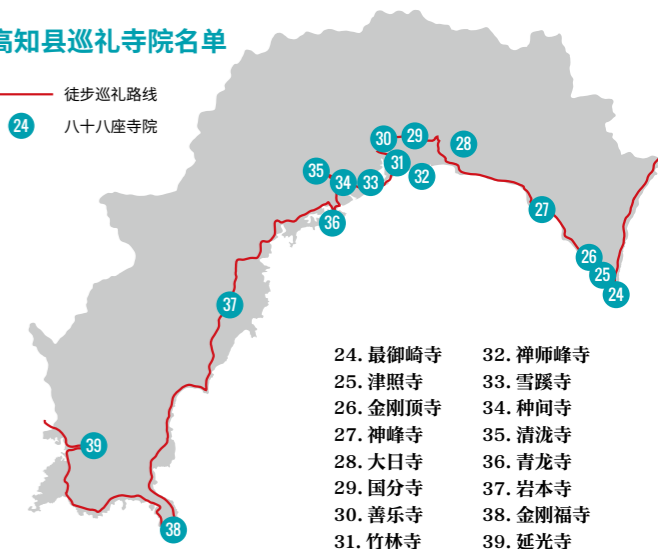 高知县巡礼寺院名单
徒步巡礼路线
24 八十八座寺院
30 29 28
31
35 34 33 32
27
36
26
25
24
37
39
38
24. 最御崎寺
25. 津照寺
26. 金刚顶寺
27. 神峰寺
28. 大日寺
29. 国分寺
30. 善乐寺
31. 竹林寺
32. 禅师峰寺
33. 雪蹊寺
34. 种间寺
35. 清泷寺
36. 青龙寺
37. 岩本寺
38. 金刚福寺
39. 延光寺